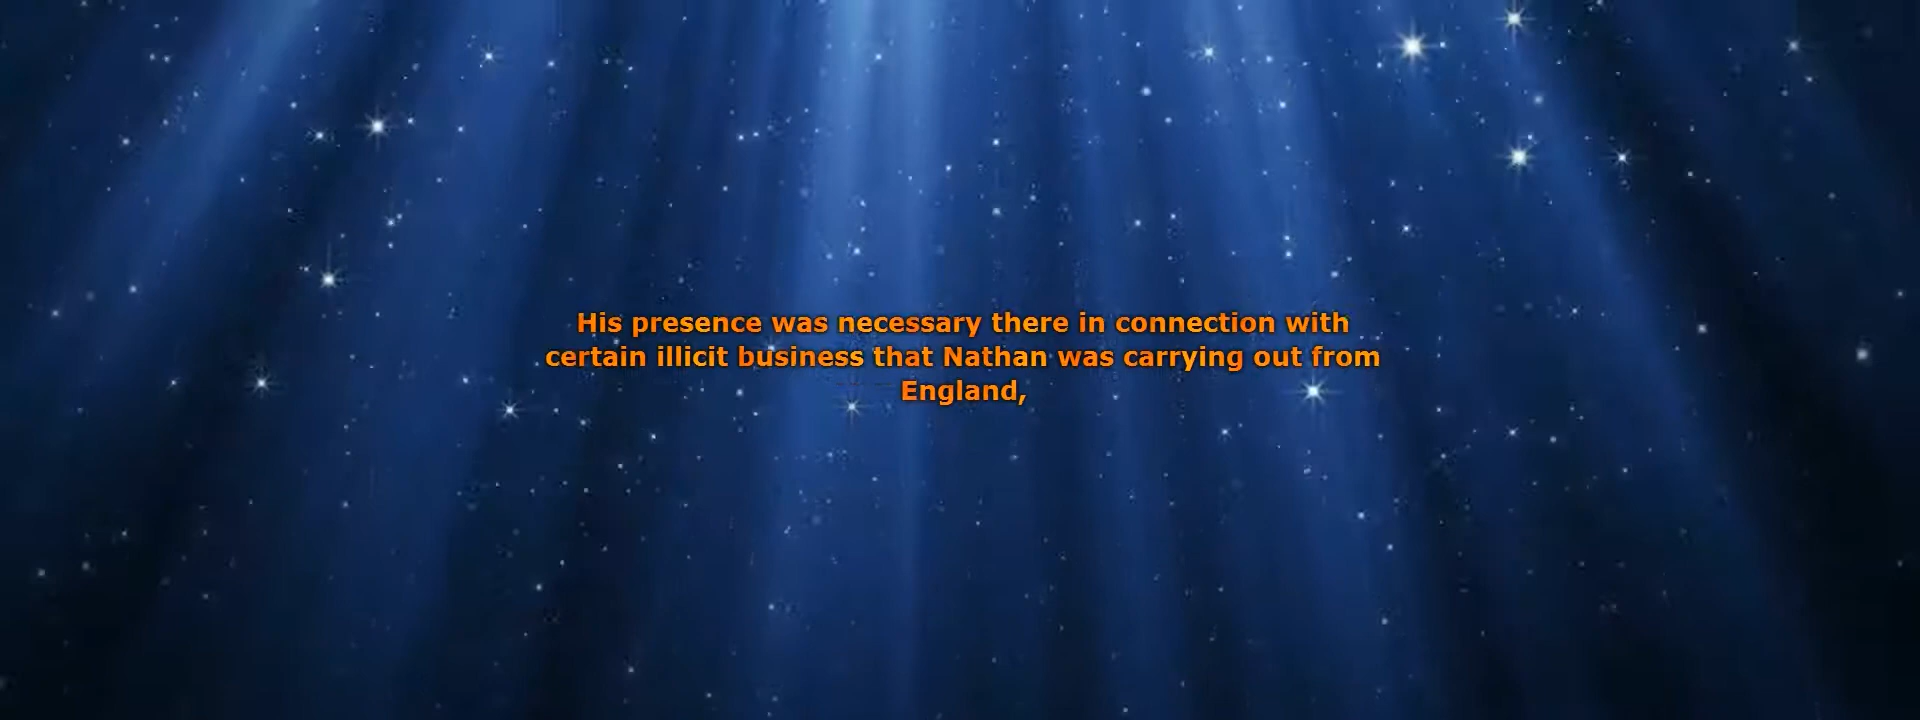 His presence was necessary there in connection with
certain illicit business that Nathan was carrying out from
England,